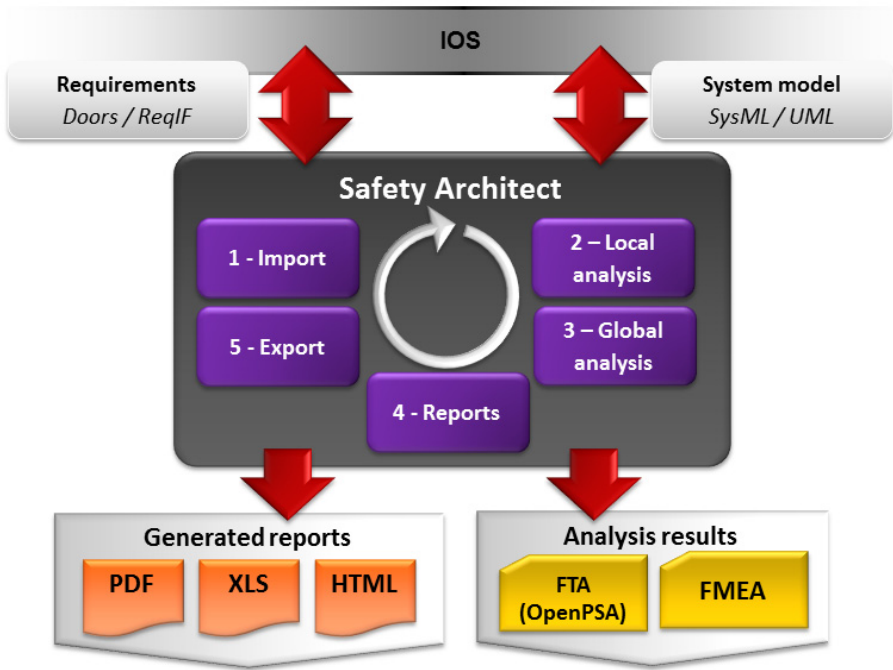 IOS
Requirements
Doors / ReqIF
System model
SysML / UML
Safety Architect
1 - Import
2 – Local
analysis
5 - Export
3 – Global
analysis
4 - Reports
Generated reports
PDF
XLS
HTML
Analysis results
FTA
(OpenPSA)
FMEA